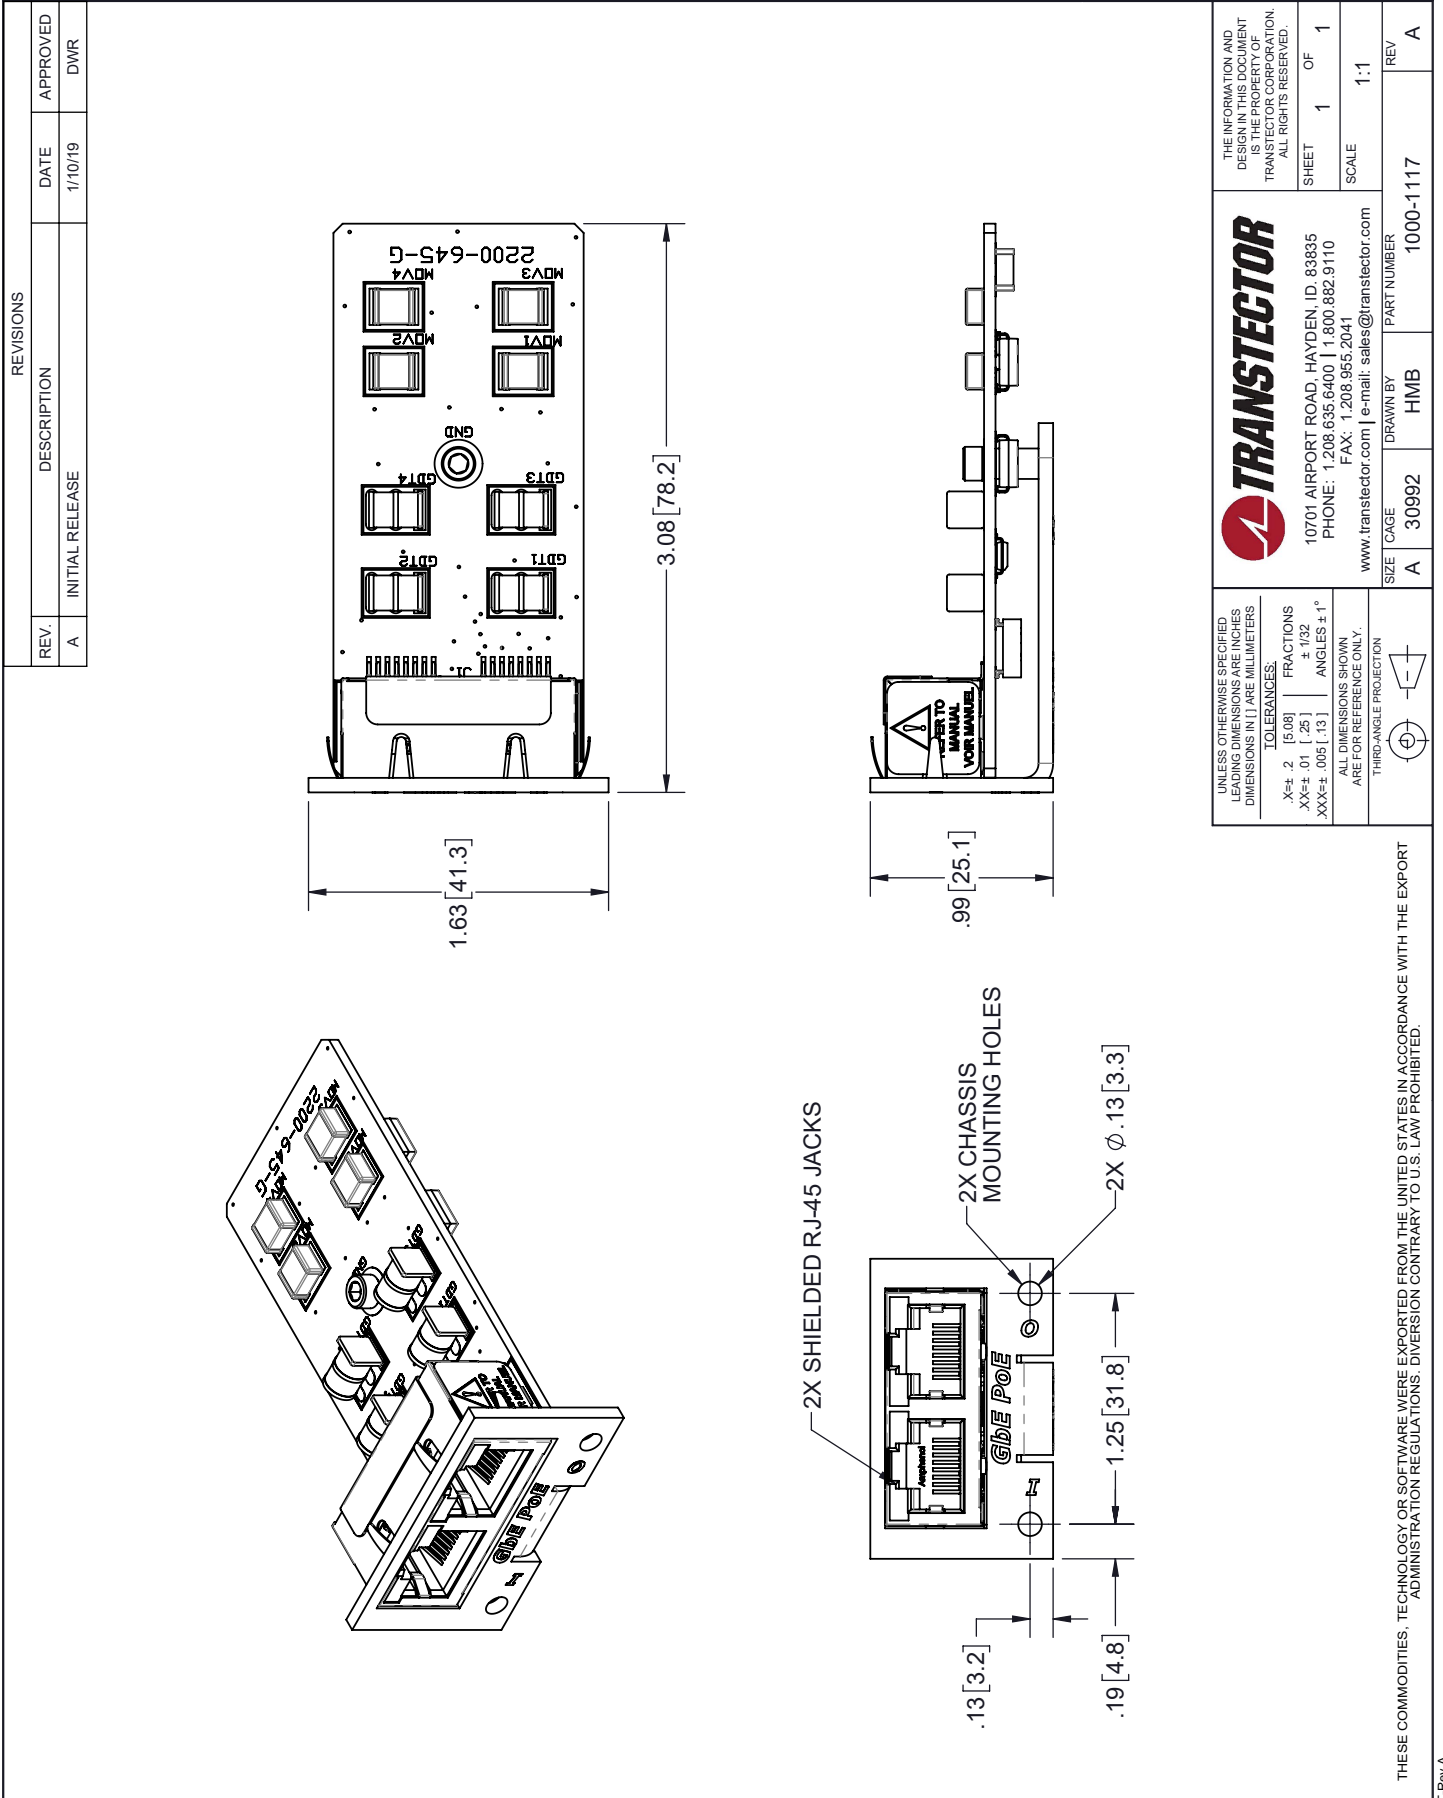 REVISIONS
REV. DESCRIPTION DATE APPROVED
A INITIAL RELEASE 1/10/19 DWR
2200-645-G
MOV4
MOV3
MOV2
MOV1
GND
GDT4
GDT3
GDT2
GDT1
J1
3.08 [78.2]
1.63 [41.3]
2200-645-G
GbE PoE
I
O
REFER TO
MANUAL
VOIR MANUEL
.99 [25.1]
2X SHIELDED RJ-45 JACKS
2X CHASSIS
MOUNTING HOLES
2X ∅.13 [3.3]
Amphenol
GbE PoE
I
O
1.25 [31.8]
.13 [3.2]
.19 [4.8]
UNLESS OTHERWISE SPECIFIED
LEADING DIMENSIONS ARE INCHES
DIMENSIONS IN [ ] ARE MILLIMETERS
TOLERANCES:
.X=± .2 [5.08]
.XX=± .01 [.25]
.XXX=± .005 [.13]
FRACTIONS
± 1/32
ANGLES ± 1°
ALL DIMENSIONS SHOWN
ARE FOR REFERENCE ONLY.
THIRD-ANGLE PROJECTION
TRANSTECTOR
10701 AIRPORT ROAD, HAYDEN, ID. 83835
PHONE: 1.208.635.6400 | 1.800.882.9110
FAX: 1.208.955.2041
www.transtector.com | e-mail: sales@transtector.com
THE INFORMATION AND
DESIGN IN THIS DOCUMENT
IS THE PROPERTY OF
TRANSTECTOR CORPORATION.
ALL RIGHTS RESERVED.
SHEET 1 OF 1
SCALE 1:1
SIZE A
CAGE 30992
DRAWN BY HMB
PART NUMBER 1000-1117
REV A
THESE COMMODITIES, TECHNOLOGY OR SOFTWARE WERE EXPORTED FROM THE UNITED STATES IN ACCORDANCE WITH THE EXPORT
ADMINISTRATION REGULATIONS. DIVERSION CONTRARY TO U.S. LAW PROHIBITED.
Rev A